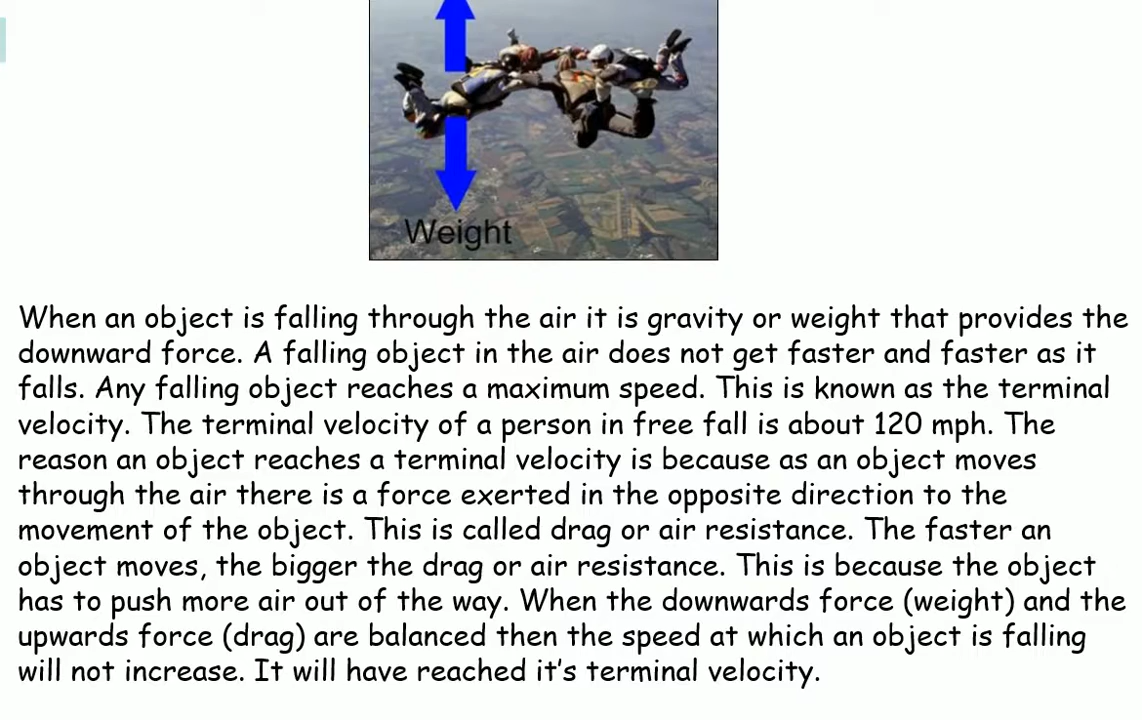 Weight
When an object is falling through the air it is gravity or weight that provides the
downward force. A falling object in the air does not get faster and faster as it
falls. Any falling object reaches a maximum speed. This is known as the terminal
velocity. The terminal velocity of a person in free fall is about 120 mph. The
reason an object reaches a terminal velocity is because as an object moves
through the air there is a force exerted in the opposite direction to the
movement of the object. This is called drag or air resistance. The faster an
object moves, the bigger the drag or air resistance. This is because the object
has to push more air out of the way. When the downwards force (weight) and the
upwards force (drag) are balanced then the speed at which an object is falling
will not increase. It will have reached it's terminal velocity.